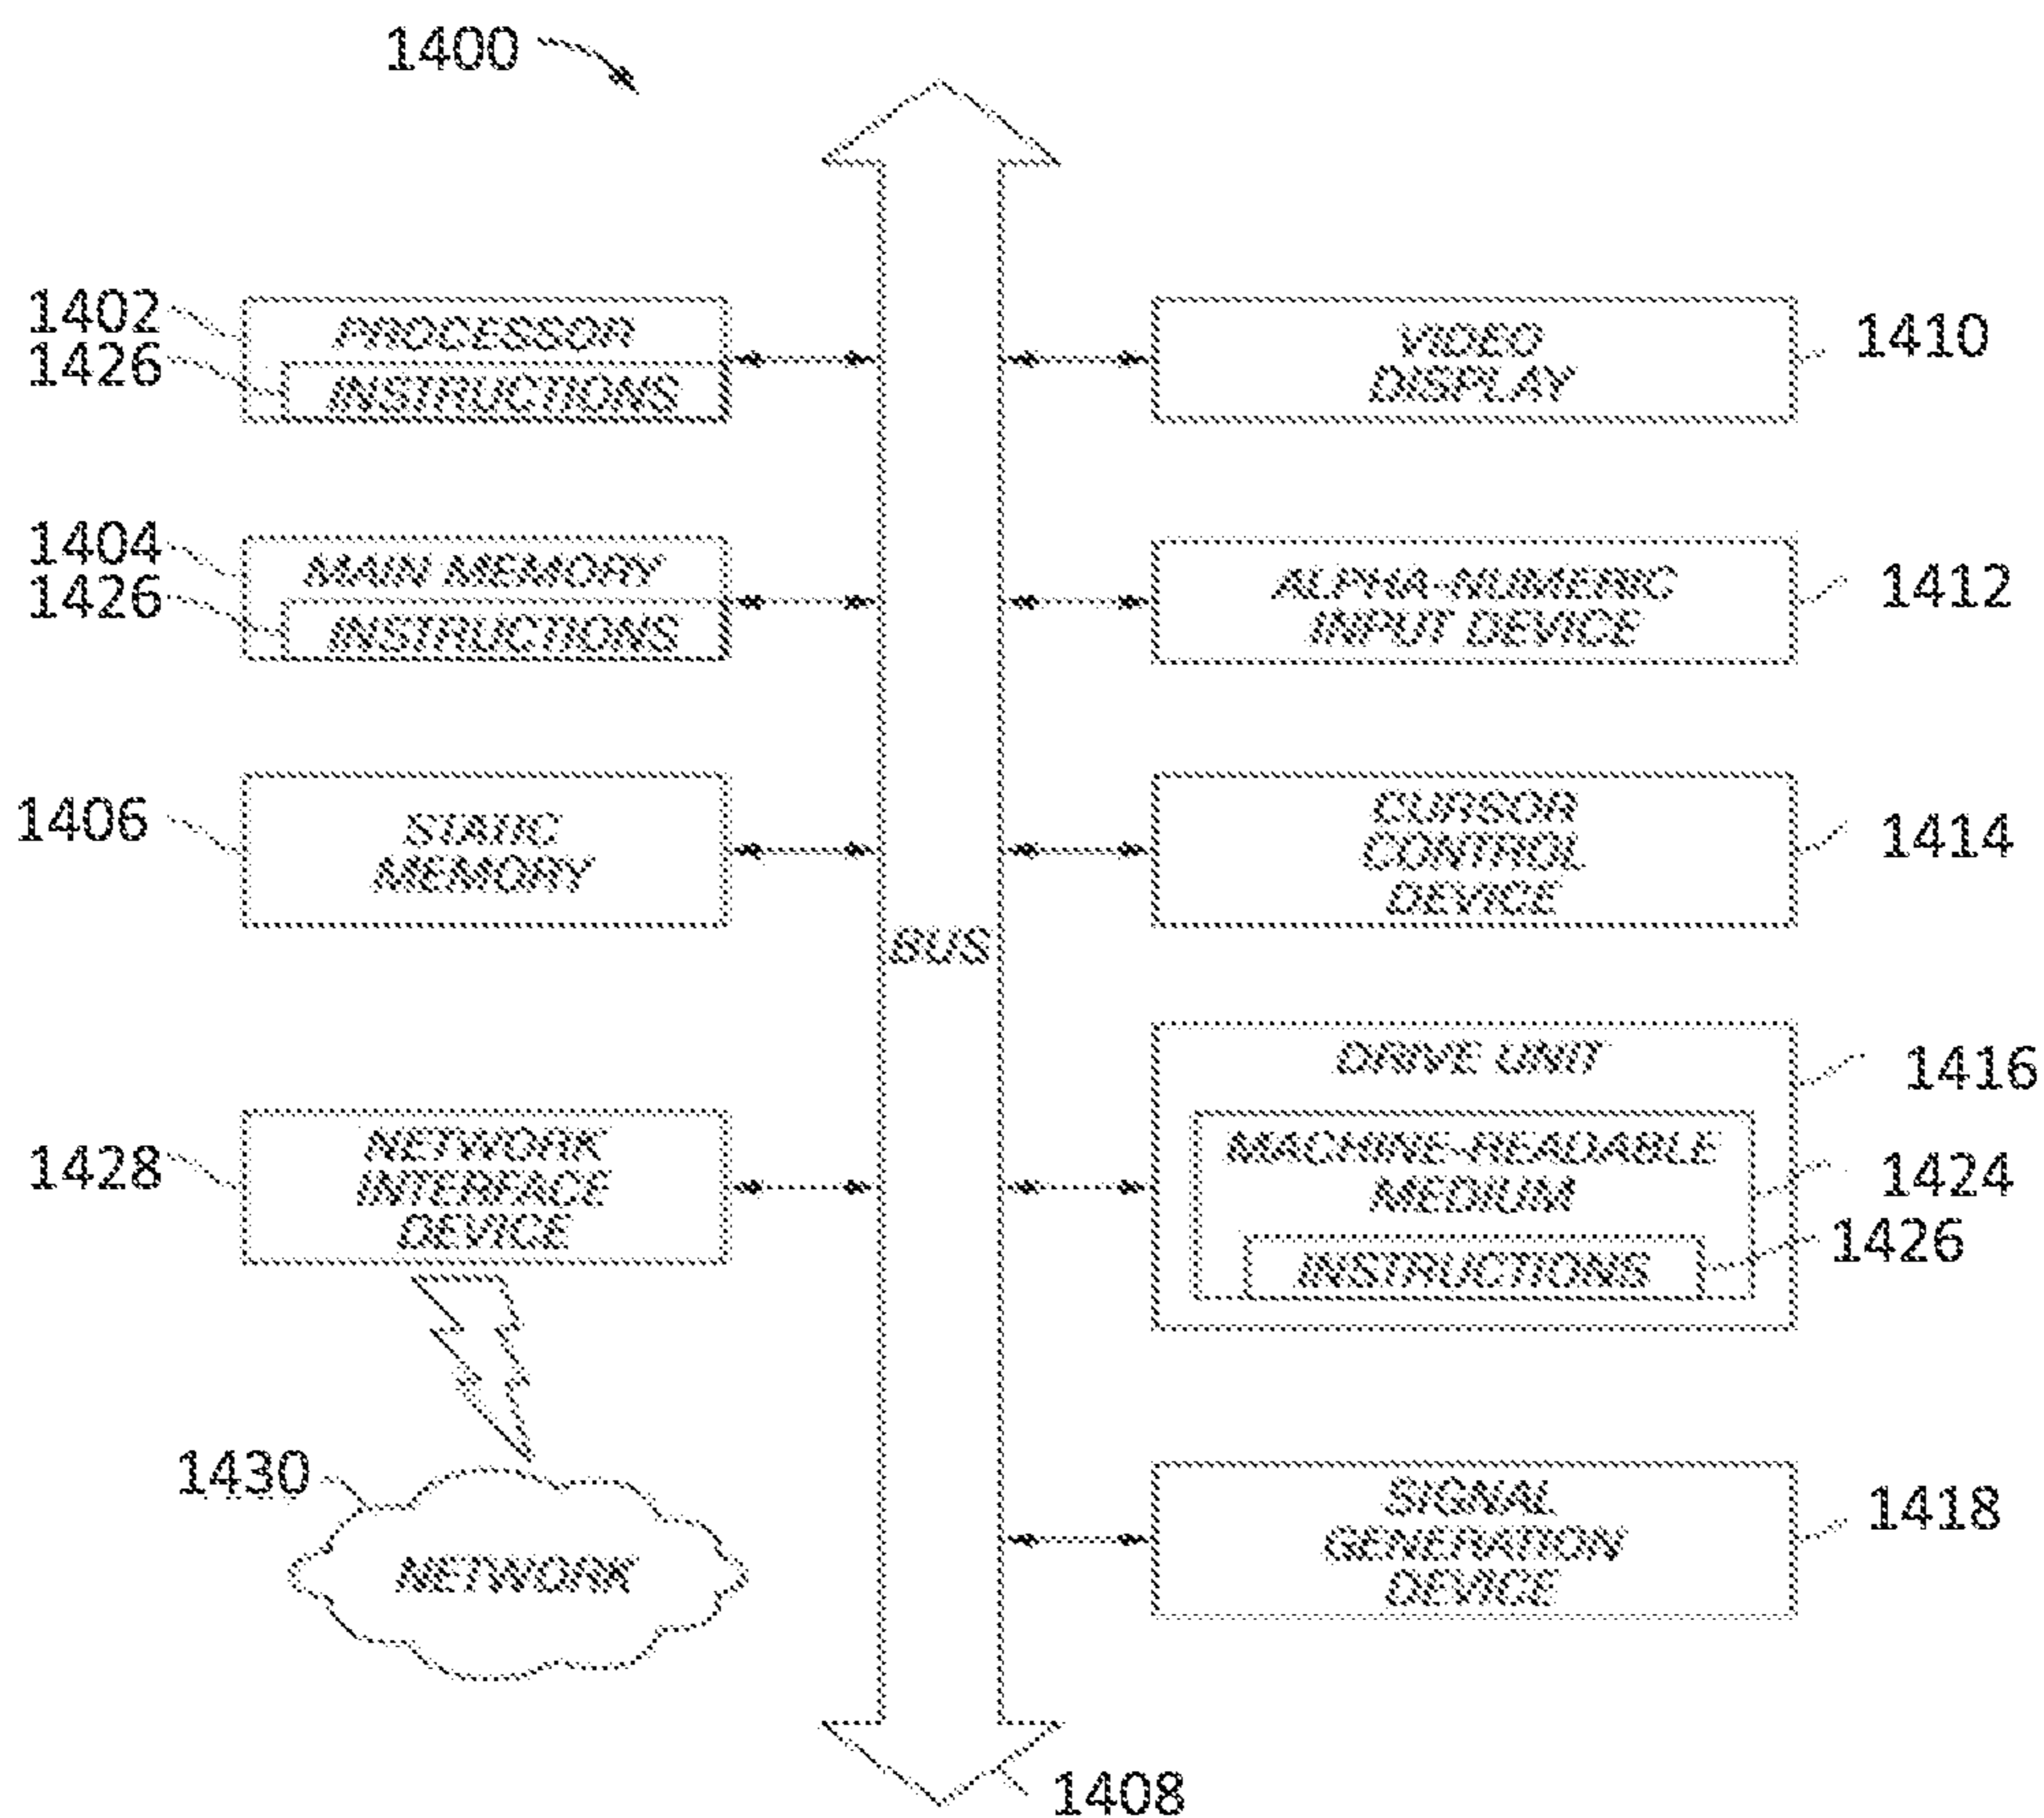 1400
1402
PROCESSOR
1426
INSTRUCTIONS
1404
MAIN MEMORY
1426
INSTRUCTIONS
1406
STATIC
MEMORY
1428
NETWORK
INTERFACE
DEVICE
1430
NETWORK
BUS
1408
VIDEO
DISPLAY
1410
ALPHA-NUMERIC
INPUT DEVICE
1412
CURSOR
CONTROL
DEVICE
1414
DRIVE UNIT
1416
MACHINE-READABLE
MEDIUM
1424
INSTRUCTIONS
1426
SIGNAL
GENERATION
DEVICE
1418